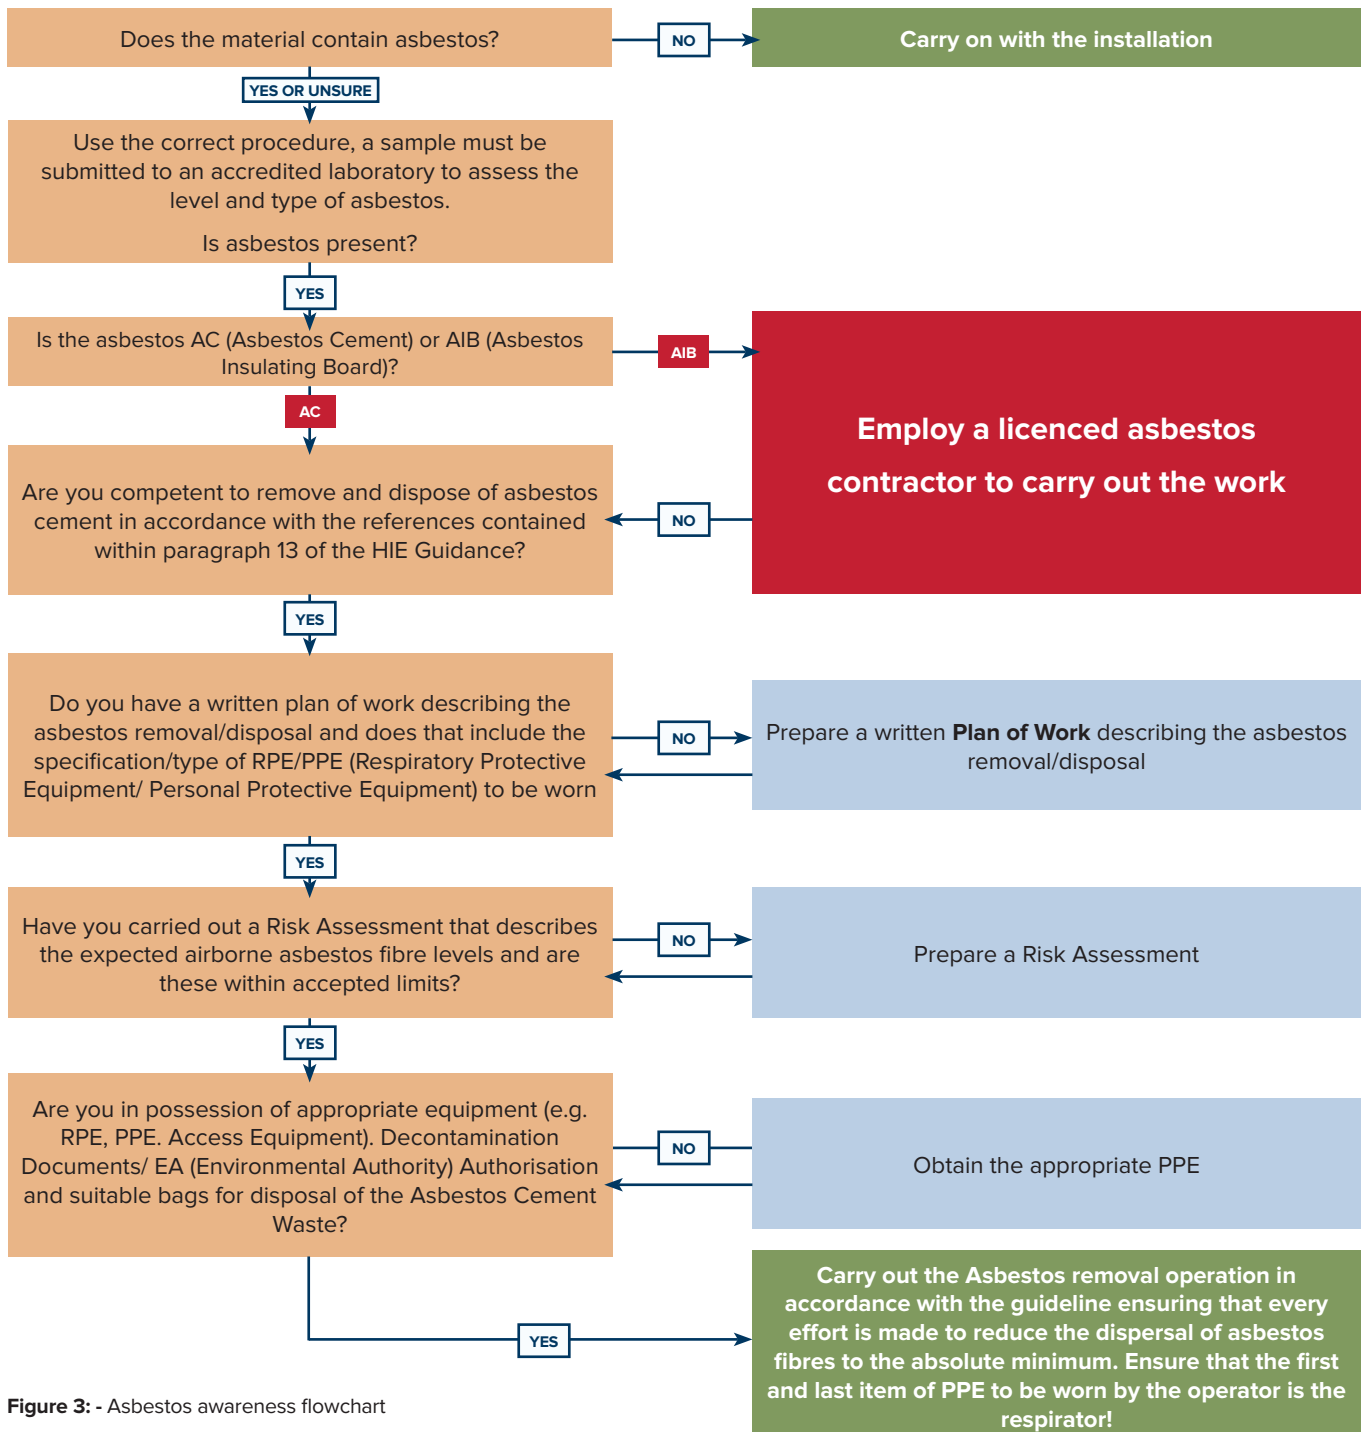 Does the material contain asbestos?
NO
Carry on with the installation
YES OR UNSURE
Use the correct procedure, a sample must be
submitted to an accredited laboratory to assess the
level and type of asbestos.
Is asbestos present?
YES
Is the asbestos AC (Asbestos Cement) or AIB (Asbestos
Insulating Board)?
AIB
Employ a licenced asbestos
contractor to carry out the work
AC
Are you competent to remove and dispose of asbestos
cement in accordance with the references contained
within paragraph 13 of the HIE Guidance?
NO
YES
Do you have a written plan of work describing the
asbestos removal/disposal and does that include the
specification/type of RPE/PPE (Respiratory Protective
Equipment/ Personal Protective Equipment) to be worn
NO
Prepare a written Plan of Work describing the asbestos
removal/disposal
YES
Have you carried out a Risk Assessment that describes
the expected airborne asbestos fibre levels and are
these within accepted limits?
NO
Prepare a Risk Assessment
YES
Are you in possession of appropriate equipment (e.g.
RPE, PPE. Access Equipment). Decontamination
Documents/ EA (Environmental Authority) Authorisation
and suitable bags for disposal of the Asbestos Cement
Waste?
NO
Obtain the appropriate PPE
YES
Carry out the Asbestos removal operation in
accordance with the guideline ensuring that every
effort is made to reduce the dispersal of asbestos
fibres to the absolute minimum. Ensure that the first
and last item of PPE to be worn by the operator is the
respirator!
Figure 3: - Asbestos awareness flowchart